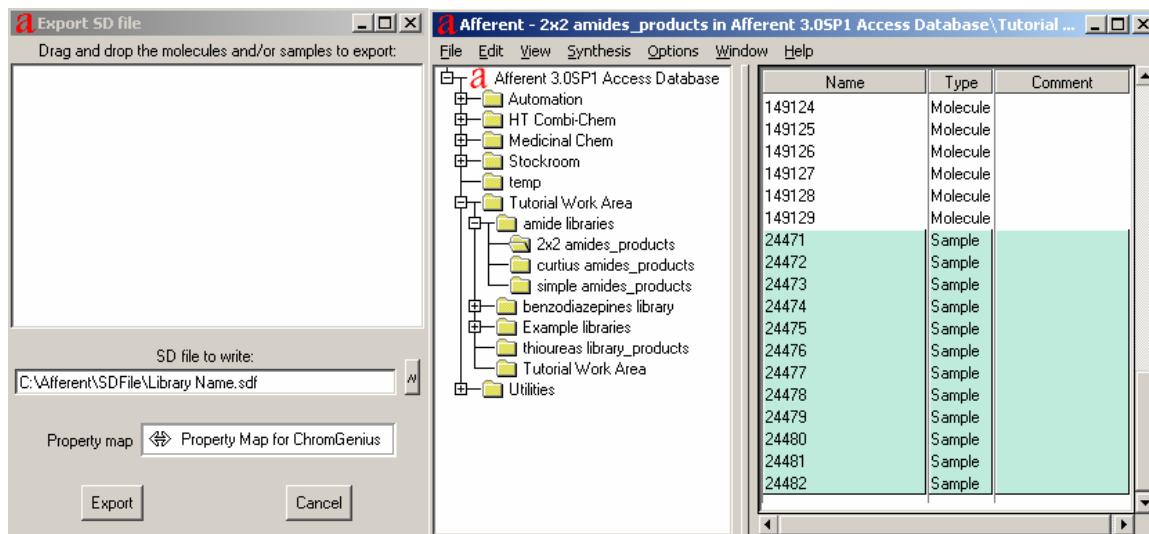 Export SD file
Drag and drop the molecules and/or samples to export:
SD file to write:
C:\Afferent\SDFile\Library Name.sdf
Property map
Property Map for ChromGenius
Export Cancel
Afferent - 2x2 amides_products in Afferent 3.0SP1 Access Database\Tutorial ...
File Edit View Synthesis Options Window Help
a Afferent 3.0SP1 Access Database
Automation
HT Combi-Chem
Medicinal Chem
Stockroom
temp
Tutorial Work Area
amide libraries
2x2 amides_products
curtius amides_products
simple amides_products
benzodiazepines library
Example libraries
thioureas library_products
Tutorial Work Area
Utilities
Name Type Comment
149124 Molecule
149125 Molecule
149126 Molecule
149127 Molecule
149128 Molecule
149129 Molecule
24471 Sample
24472 Sample
24473 Sample
24474 Sample
24475 Sample
24476 Sample
24477 Sample
24478 Sample
24479 Sample
24480 Sample
24481 Sample
24482 Sample